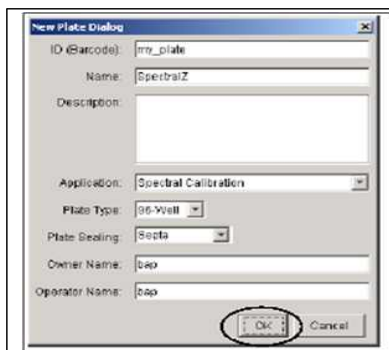 New Plate Dialog
ID (Barcode): my_plate
Name: SpectralZ
Description:
Application: Spectral Calibration
Plate Type: 96-Well
Plate Sealing: Septa
Owner Name: bap
Operator Name: bap
OK Cancel